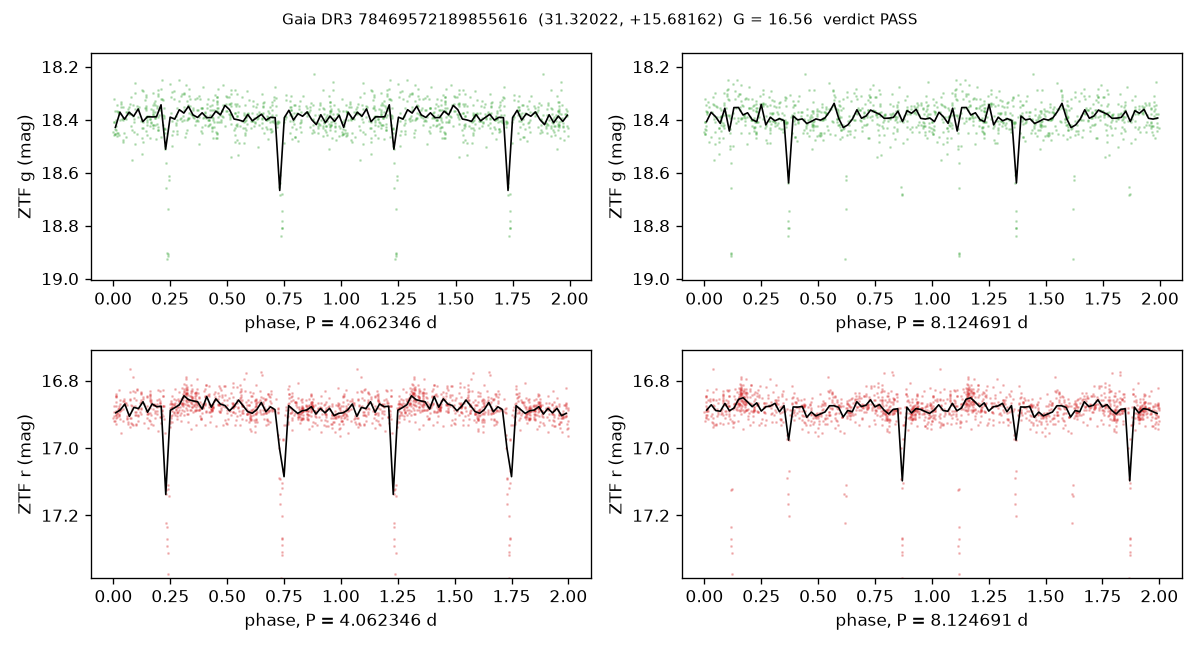 Gaia DR3 78469572189855616 (31.32022, +15.68162) G = 16.56 verdict PASS
ZTF g (mag)
18.2
18.4
18.6
18.8
19.0
0.00 0.25 0.50 0.75 1.00 1.25 1.50 1.75 2.00
phase, P = 4.062346 d
ZTF g (mag)
18.2
18.4
18.6
18.8
19.0
0.00 0.25 0.50 0.75 1.00 1.25 1.50 1.75 2.00
phase, P = 8.124691 d
ZTF r (mag)
16.8
17.0
17.2
0.00 0.25 0.50 0.75 1.00 1.25 1.50 1.75 2.00
phase, P = 4.062346 d
ZTF r (mag)
16.8
17.0
17.2
0.00 0.25 0.50 0.75 1.00 1.25 1.50 1.75 2.00
phase, P = 8.124691 d